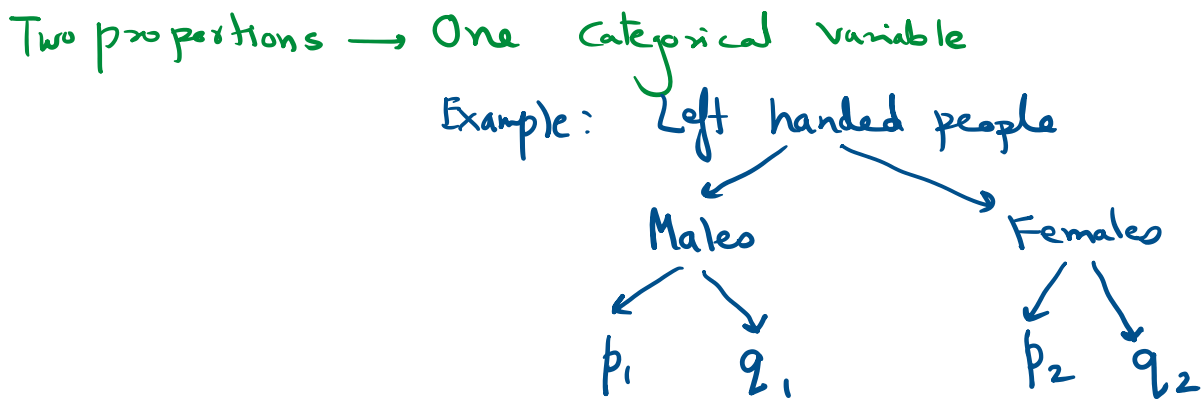 Two proportions → One Categorical variable
Example: Left handed people
Males Females
p₁ q₁ p₂ q₂